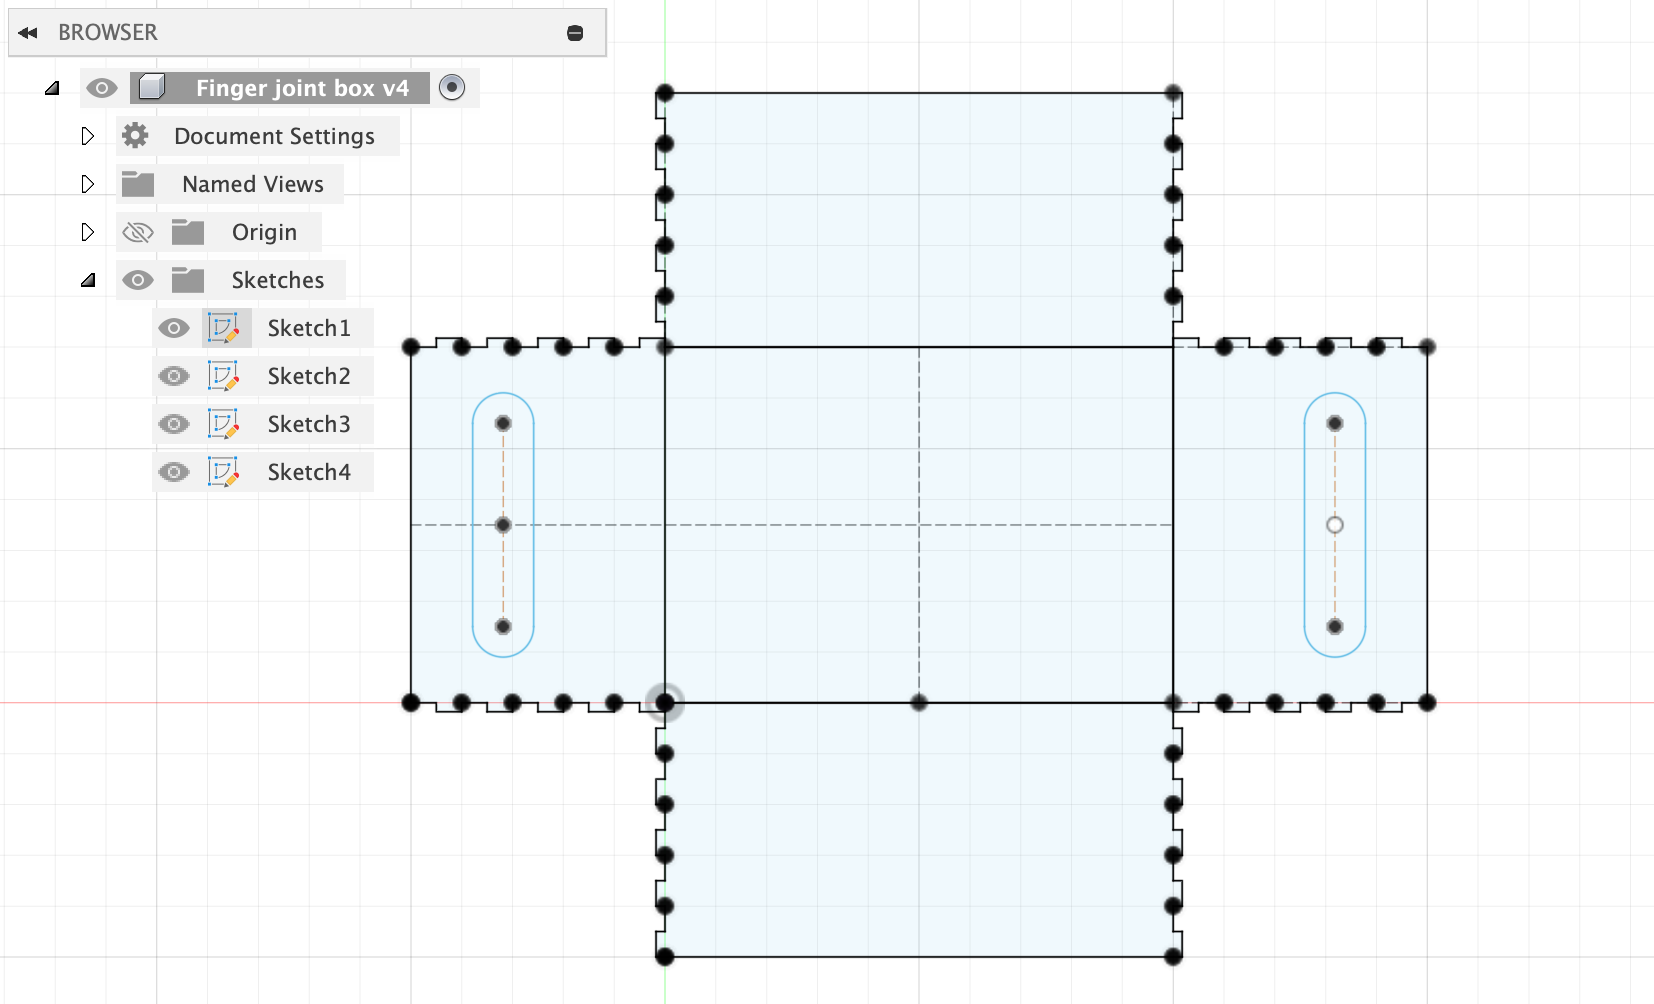 BROWSER
Finger joint box v4
Document Settings
Named Views
Origin
Sketches
Sketch1
Sketch2
Sketch3
Sketch4